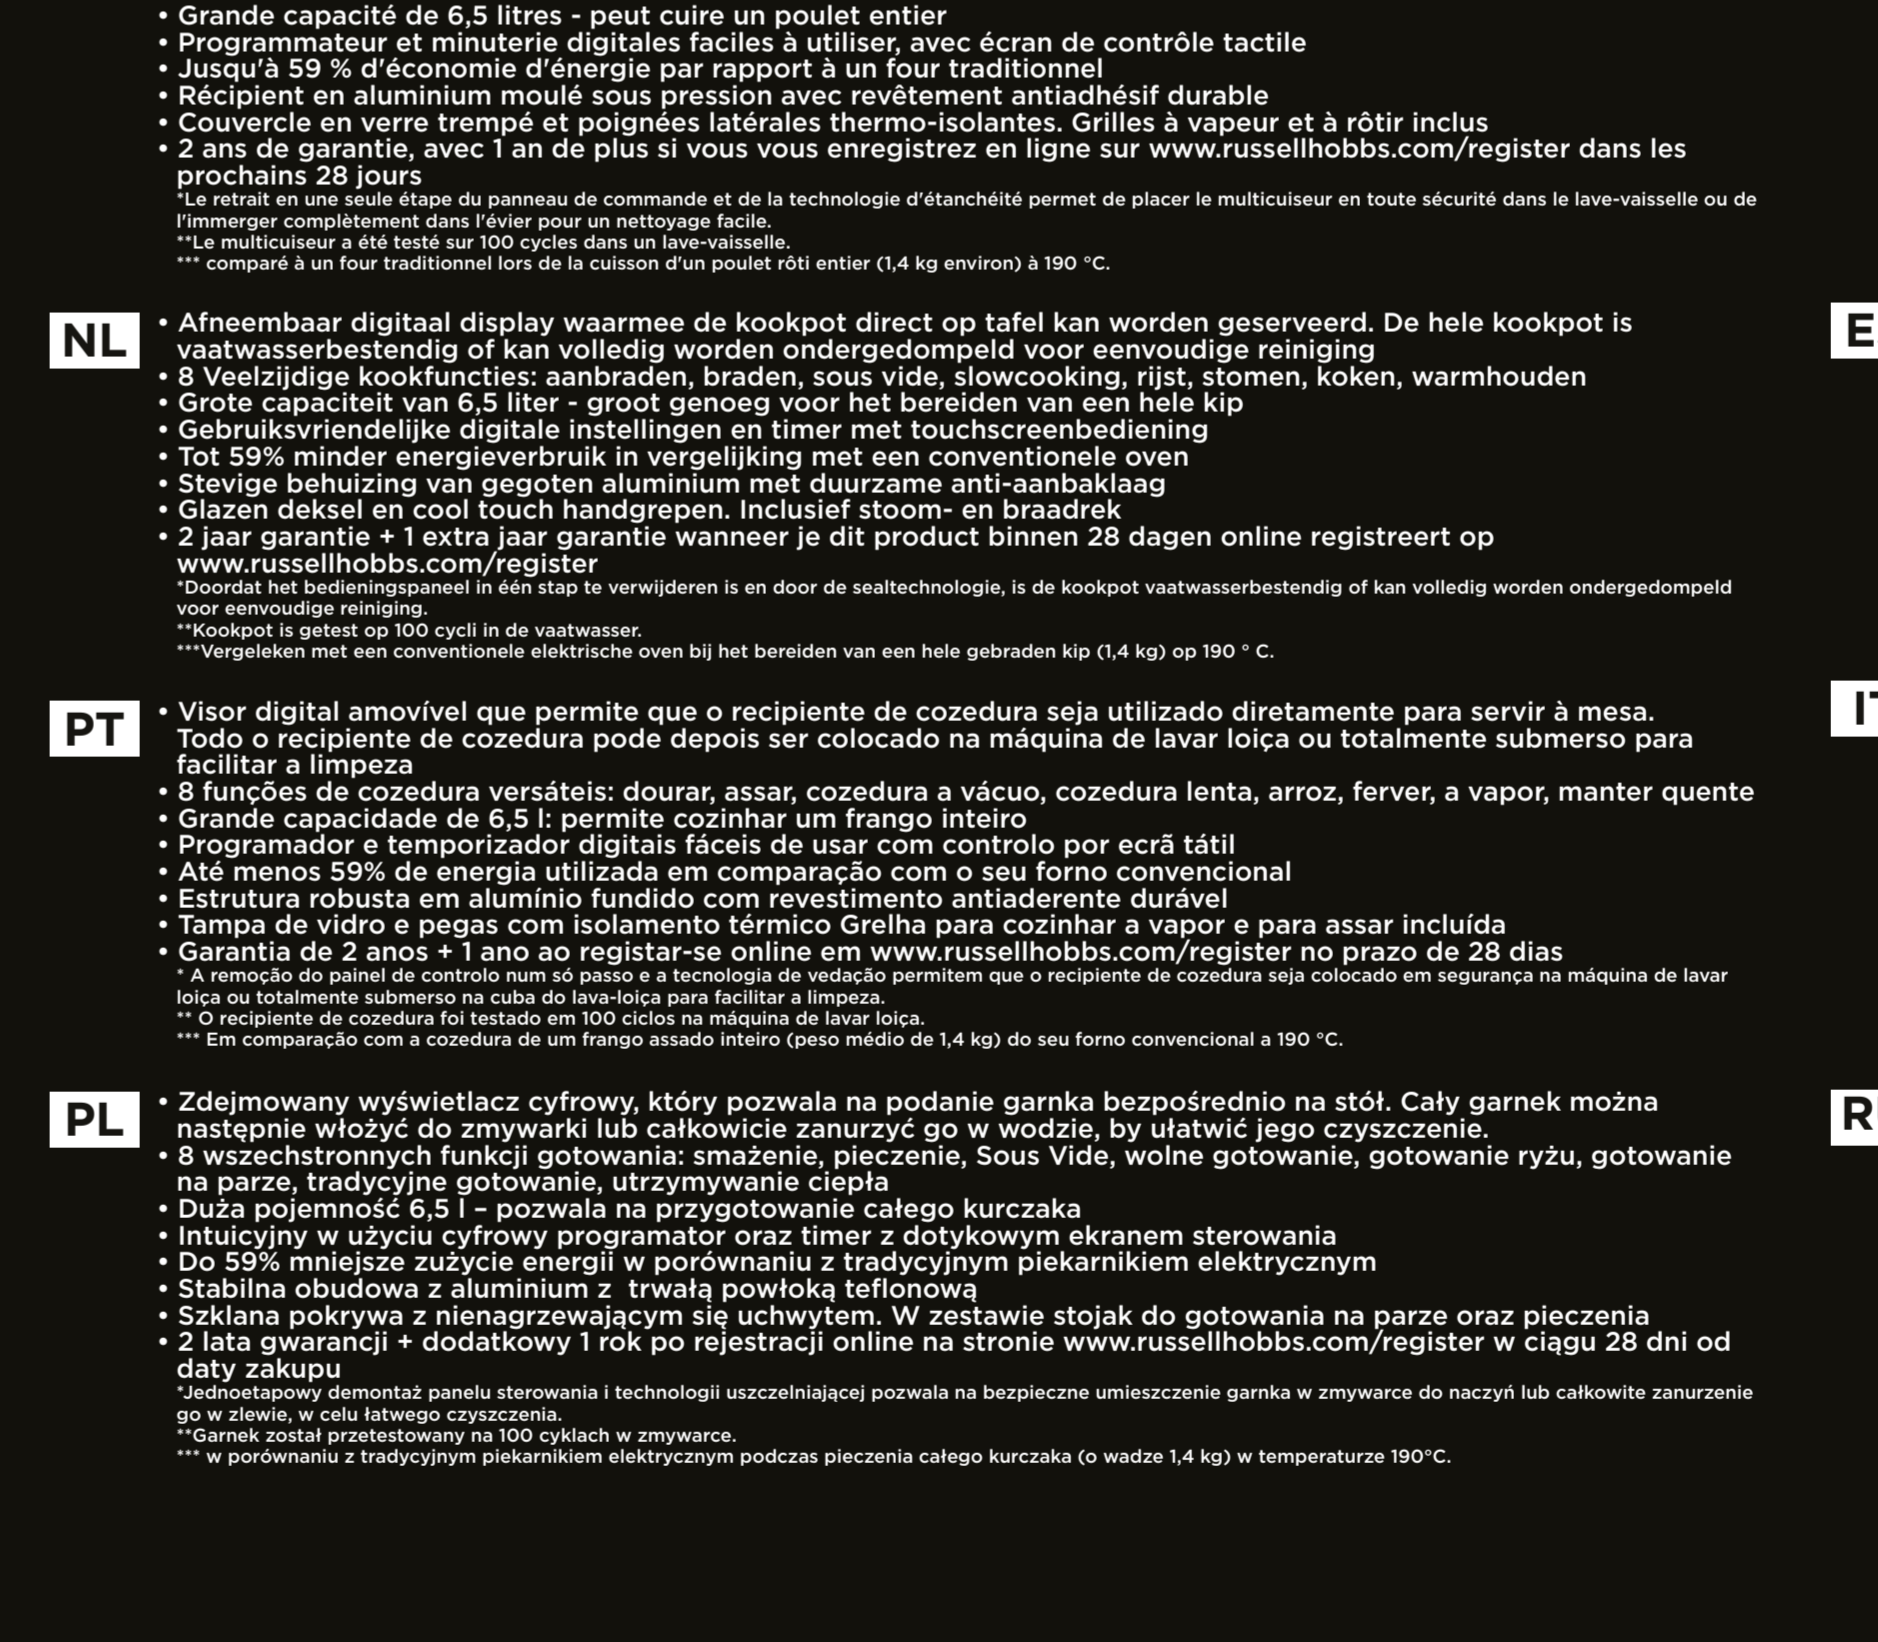 • Grande capacité de 6,5 litres - peut cuire un poulet entier
• Programmateur et minuterie digitales faciles à utiliser, avec écran de contrôle tactile
• Jusqu'à 59 % d'économie d'énergie par rapport à un four traditionnel
• Récipient en aluminium moulé sous pression avec revêtement antiadhésif durable
• Couvercle en verre trempé et poignées latérales thermo-isolantes. Grilles à vapeur et à rôtir inclus
• 2 ans de garantie, avec 1 an de plus si vous vous enregistrez en ligne sur www.russellhobbs.com/register dans les
prochains 28 jours
*Le retrait en une seule étape du panneau de commande et de la technologie d'étanchéité permet de placer le multicuiseur en toute sécurité dans le lave-vaisselle ou de
l'immerger complètement dans l'évier pour un nettoyage facile.
**Le multicuiseur a été testé sur 100 cycles dans un lave-vaisselle.
*** comparé à un four traditionnel lors de la cuisson d'un poulet rôti entier (1,4 kg environ) à 190 °C.
NL
• Afneembaar digitaal display waarmee de kookpot direct op tafel kan worden geserveerd. De hele kookpot is
vaatwasserbestendig of kan volledig worden ondergedompeld voor eenvoudige reiniging
• 8 Veelzijdige kookfuncties: aanbraden, braden, sous vide, slowcooking, rijst, stomen, koken, warmhouden
• Grote capaciteit van 6,5 liter - groot genoeg voor het bereiden van een hele kip
• Gebruiksvriendelijke digitale instellingen en timer met touchscreenbediening
• Tot 59% minder energieverbruik in vergelijking met een conventionele oven
• Stevige behuizing van gegoten aluminium met duurzame anti-aanbaklaag
• Glazen deksel en cool touch handgrepen. Inclusief stoom- en braadrek
• 2 jaar garantie + 1 extra jaar garantie wanneer je dit product binnen 28 dagen online registreert op
www.russellhobbs.com/register
*Doordat het bedieningspaneel in één stap te verwijderen is en door de sealtechnologie, is de kookpot vaatwasserbestendig of kan volledig worden ondergedompeld
voor eenvoudige reiniging.
**Kookpot is getest op 100 cycli in de vaatwasser.
***Vergeleken met een conventionele elektrische oven bij het bereiden van een hele gebraden kip (1,4 kg) op 190 ° C.
PT
• Visor digital amovível que permite que o recipiente de cozedura seja utilizado diretamente para servir à mesa.
Todo o recipiente de cozedura pode depois ser colocado na máquina de lavar loiça ou totalmente submerso para
facilitar a limpeza
• 8 funções de cozedura versáteis: dourar, assar, cozedura a vácuo, cozedura lenta, arroz, ferver, a vapor, manter quente
• Grande capacidade de 6,5 l: permite cozinhar um frango inteiro
• Programador e temporizador digitais fáceis de usar com controlo por ecrã tátil
• Até menos 59% de energia utilizada em comparação com o seu forno convencional
• Estrutura robusta em alumínio fundido com revestimento antiaderente durável
• Tampa de vidro e pegas com isolamento térmico Grelha para cozinhar a vapor e para assar incluída
• Garantia de 2 anos + 1 ano ao registar-se online em www.russellhobbs.com/register no prazo de 28 dias
* A remoção do painel de controlo num só passo e a tecnologia de vedação permitem que o recipiente de cozedura seja colocado em segurança na máquina de lavar
loiça ou totalmente submerso na cuba do lava-loiça para facilitar a limpeza.
** O recipiente de cozedura foi testado em 100 ciclos na máquina de lavar loiça.
*** Em comparação com a cozedura de um frango assado inteiro (peso médio de 1,4 kg) do seu forno convencional a 190 °C.
PL
• Zdejmowany wyświetlacz cyfrowy, który pozwala na podanie garnka bezpośrednio na stół. Cały garnek można
następnie włożyć do zmywarki lub całkowicie zanurzyć go w wodzie, by ułatwić jego czyszczenie.
• 8 wszechstronnych funkcji gotowania: smażenie, pieczenie, Sous Vide, wolne gotowanie, gotowanie ryżu, gotowanie
na parze, tradycyjne gotowanie, utrzymywanie ciepła
• Duża pojemność 6,5 l – pozwala na przygotowanie całego kurczaka
• Intuicyjny w użyciu cyfrowy programator oraz timer z dotykowym ekranem sterowania
• Do 59% mniejsze zużycie energii w porównaniu z tradycyjnym piekarnikiem elektrycznym
• Stabilna obudowa z aluminium z  trwałą powłoką teflonową
• Szklana pokrywa z nienagrzewającym się uchwytem. W zestawie stojak do gotowania na parze oraz pieczenia
• 2 lata gwarancji + dodatkowy 1 rok po rejestracji online na stronie www.russellhobbs.com/register w ciągu 28 dni od
daty zakupu
*Jednoetapowy demontaż panelu sterowania i technologii uszczelniającej pozwala na bezpieczne umieszczenie garnka w zmywarce do naczyń lub całkowite zanurzenie
go w zlewie, w celu łatwego czyszczenia.
**Garnek został przetestowany na 100 cyklach w zmywarce.
*** w porównaniu z tradycyjnym piekarnikiem elektrycznym podczas pieczenia całego kurczaka (o wadze 1,4 kg) w temperaturze 190°C.